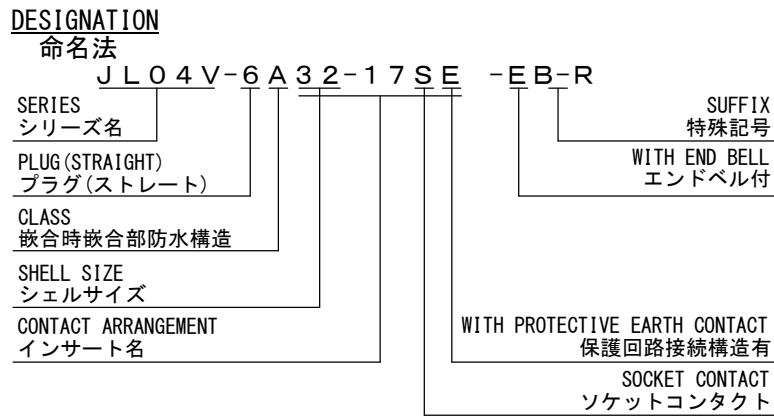 DESIGNATION
命名法
JL04V-6A32-17SE -EB-R
SERIES
シリーズ名
PLUG(STRAIGHT)
プラグ(ストレート)
CLASS
嵌合時嵌合部防水構造
SHELL SIZE
シェルサイズ
CONTACT ARRANGEMENT
インサート名
SUFFIX
特殊記号
WITH END BELL
エンドベル付
WITH PROTECTIVE EARTH CONTACT
保護回路接続構造有
SOCKET CONTACT
ソケットコンタクト